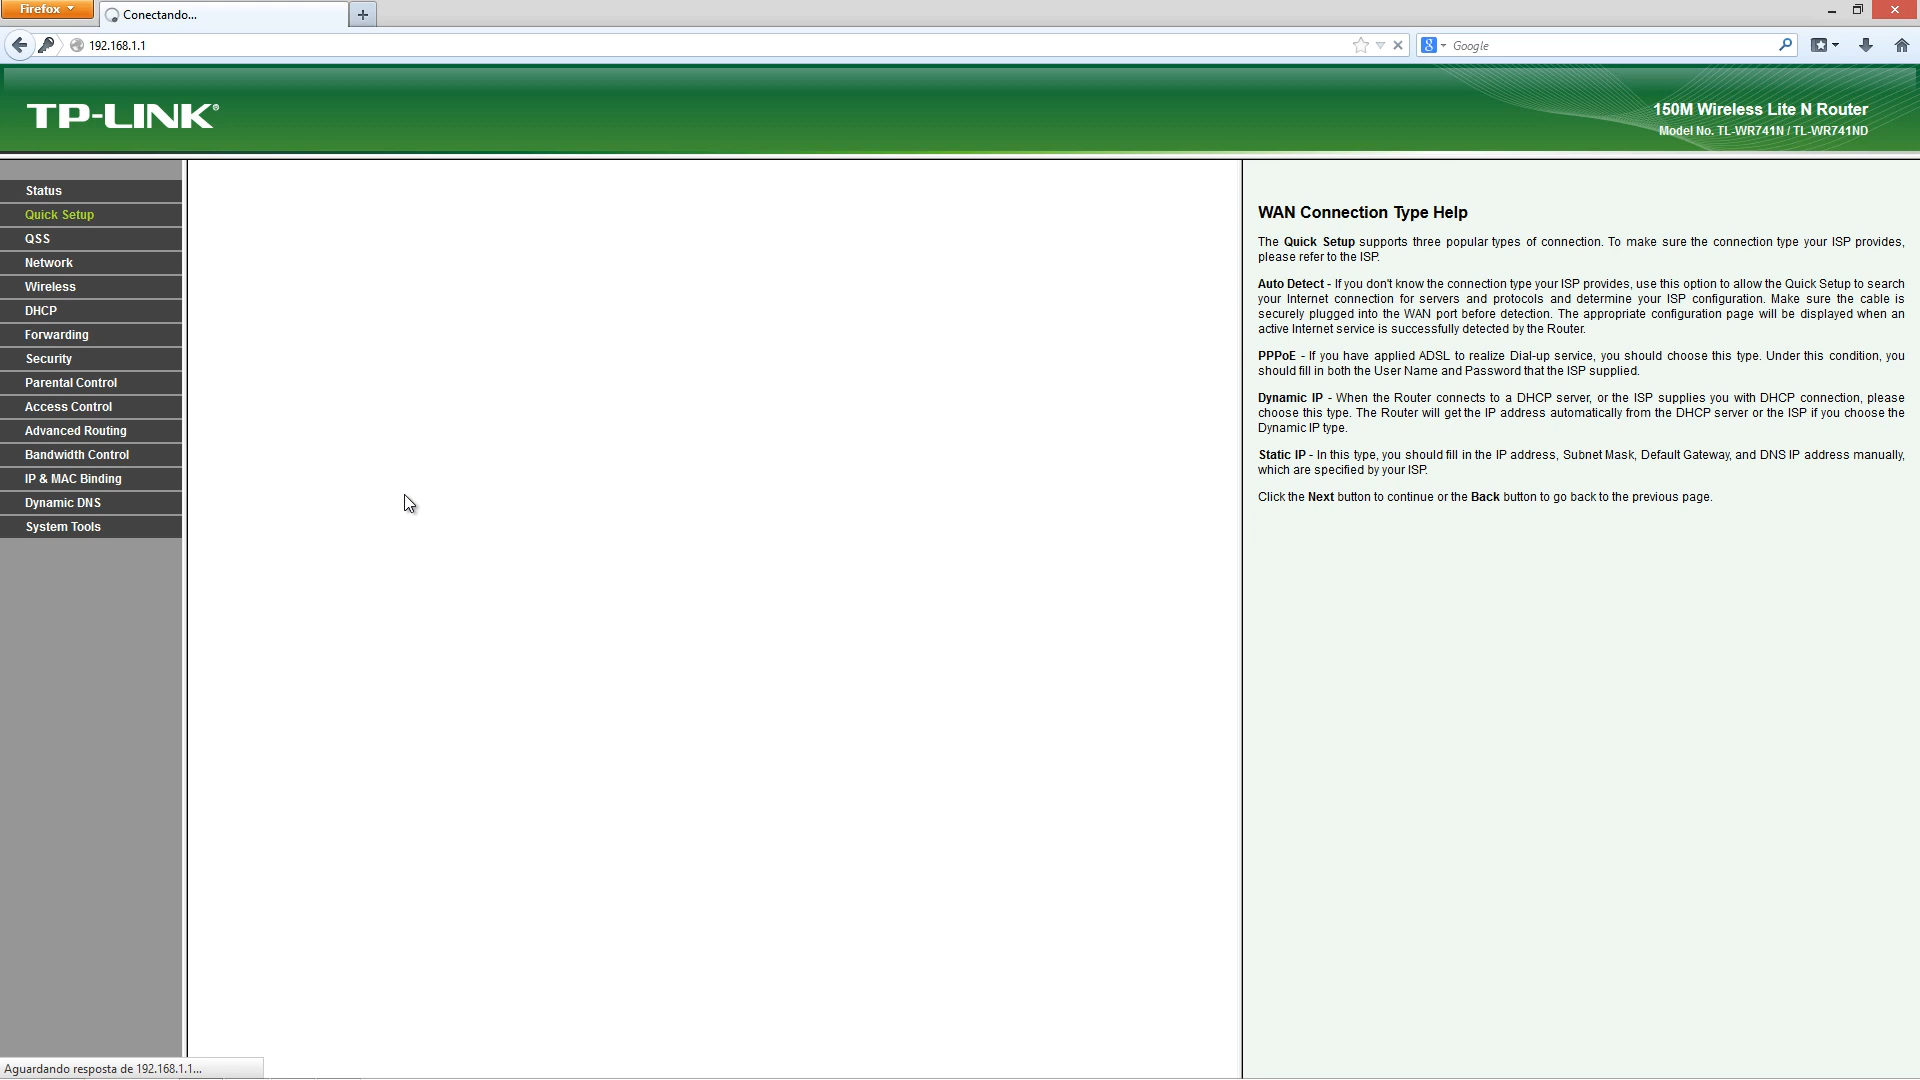 Firefox
Conectando...
192.168.1.1
Google
TP-LINK®
150M Wireless Lite N Router
Model No. TL-WR741N / TL-WR741ND
Status
Quick Setup
QSS
Network
Wireless
DHCP
Forwarding
Security
Parental Control
Access Control
Advanced Routing
Bandwidth Control
IP & MAC Binding
Dynamic DNS
System Tools
WAN Connection Type Help
The Quick Setup supports three popular types of connection. To make sure the connection type your ISP provides,
please refer to the ISP.
Auto Detect - If you don't know the connection type your ISP provides, use this option to allow the Quick Setup to search
your Internet connection for servers and protocols and determine your ISP configuration. Make sure the cable is
securely plugged into the WAN port before detection. The appropriate configuration page will be displayed when an
active Internet service is successfully detected by the Router.
PPPoE - If you have applied ADSL to realize Dial-up service, you should choose this type. Under this condition, you
should fill in both the User Name and Password that the ISP supplied.
Dynamic IP - When the Router connects to a DHCP server, or the ISP supplies you with DHCP connection, please
choose this type. The Router will get the IP address automatically from the DHCP server or the ISP if you choose the
Dynamic IP type.
Static IP - In this type, you should fill in the IP address, Subnet Mask, Default Gateway, and DNS IP address manually,
which are specified by your ISP.
Click the Next button to continue or the Back button to go back to the previous page.
Aguardando resposta de 192.168.1.1...